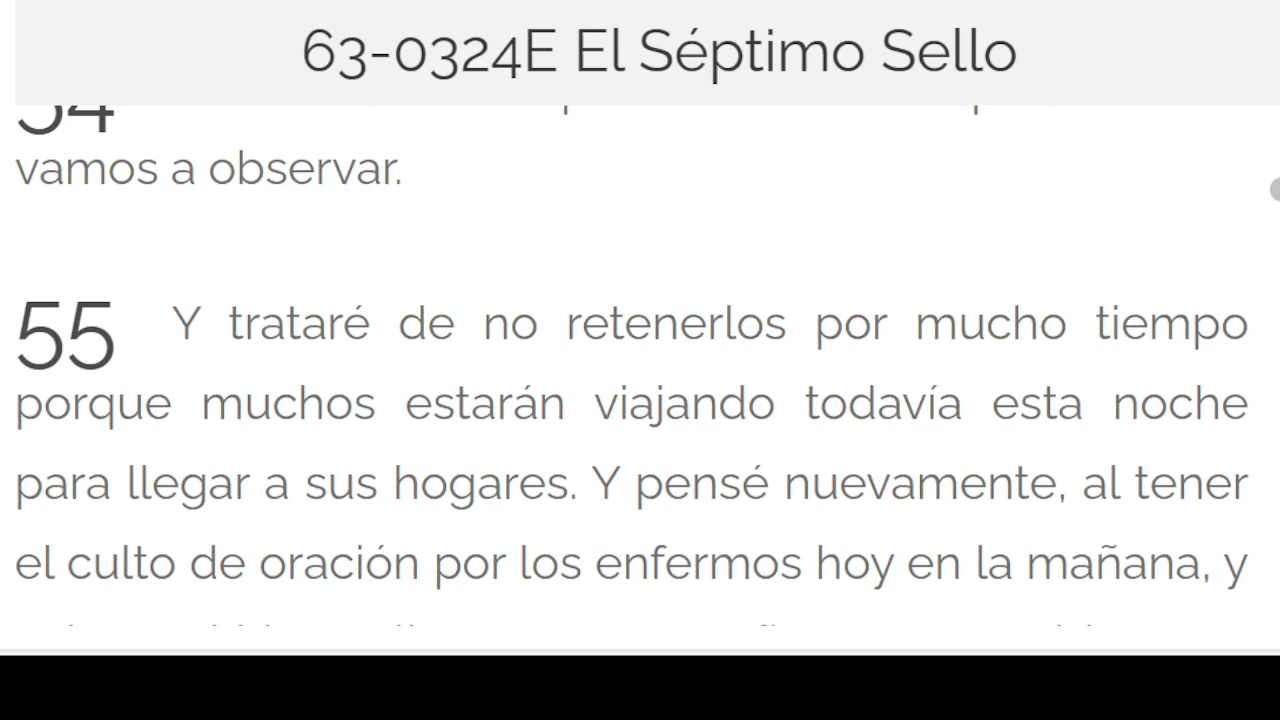 63-0324E El Séptimo Sello
54
vamos a observar.
55 Y trataré de no retenerlos por mucho tiempo
porque muchos estarán viajando todavía esta noche
para llegar a sus hogares. Y pensé nuevamente, al tener
el culto de oración por los enfermos hoy en la mañana, y